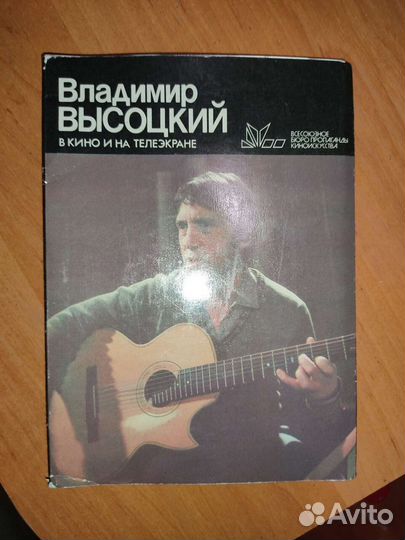 Владимир
ВЫСОЦКИЙ
В КИНО И НА ТЕЛЕЭКРАНЕ
ВСЕСОЮЗНОЕ
БЮРО ПРОПАГАНДЫ
КИНОИСКУССТВА
Avito